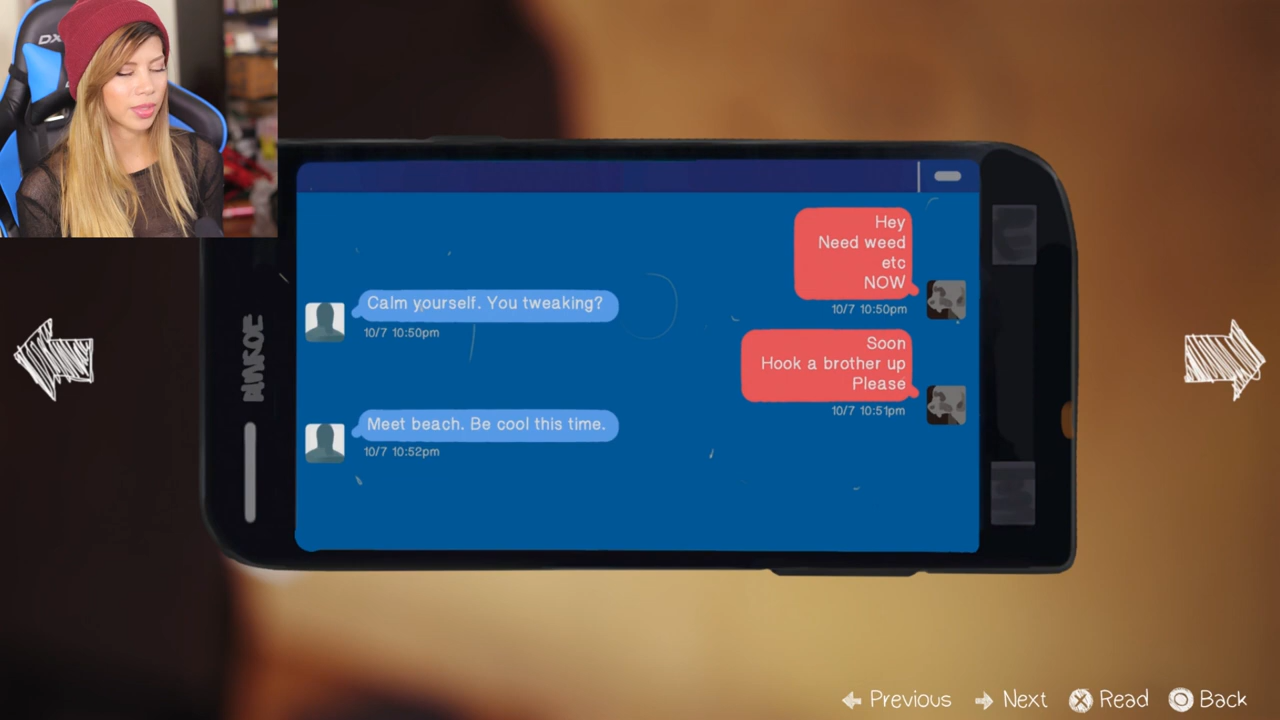 DX
Hey
Need weed
etc
NOW
10/7 10:50pm
Calm yourself. You tweaking?
10/7 10:50pm
Soon
Hook a brother up
Please
10/7 10:51pm
Meet beach. Be cool this time.
10/7 10:52pm
Previous
Next
Read
Back